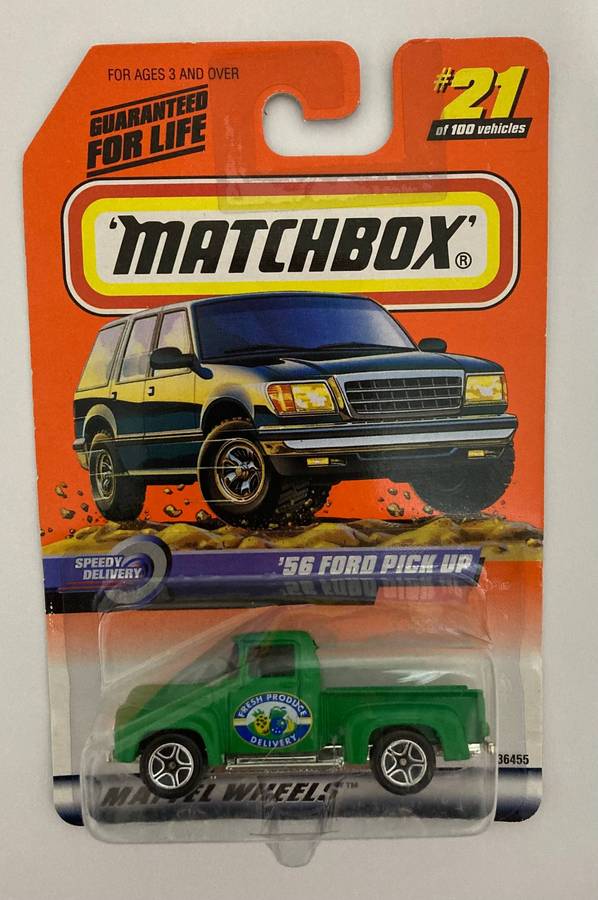 FOR AGES 3 AND OVER
GUARANTEED
FOR LIFE
#21
of 100 vehicles
'MATCHBOX'®
SPEEDY
DELIVERY
'56 FORD PICK UP
FRESH PRODUCE
DELIVERY
36455
MATTEL WHEELS™